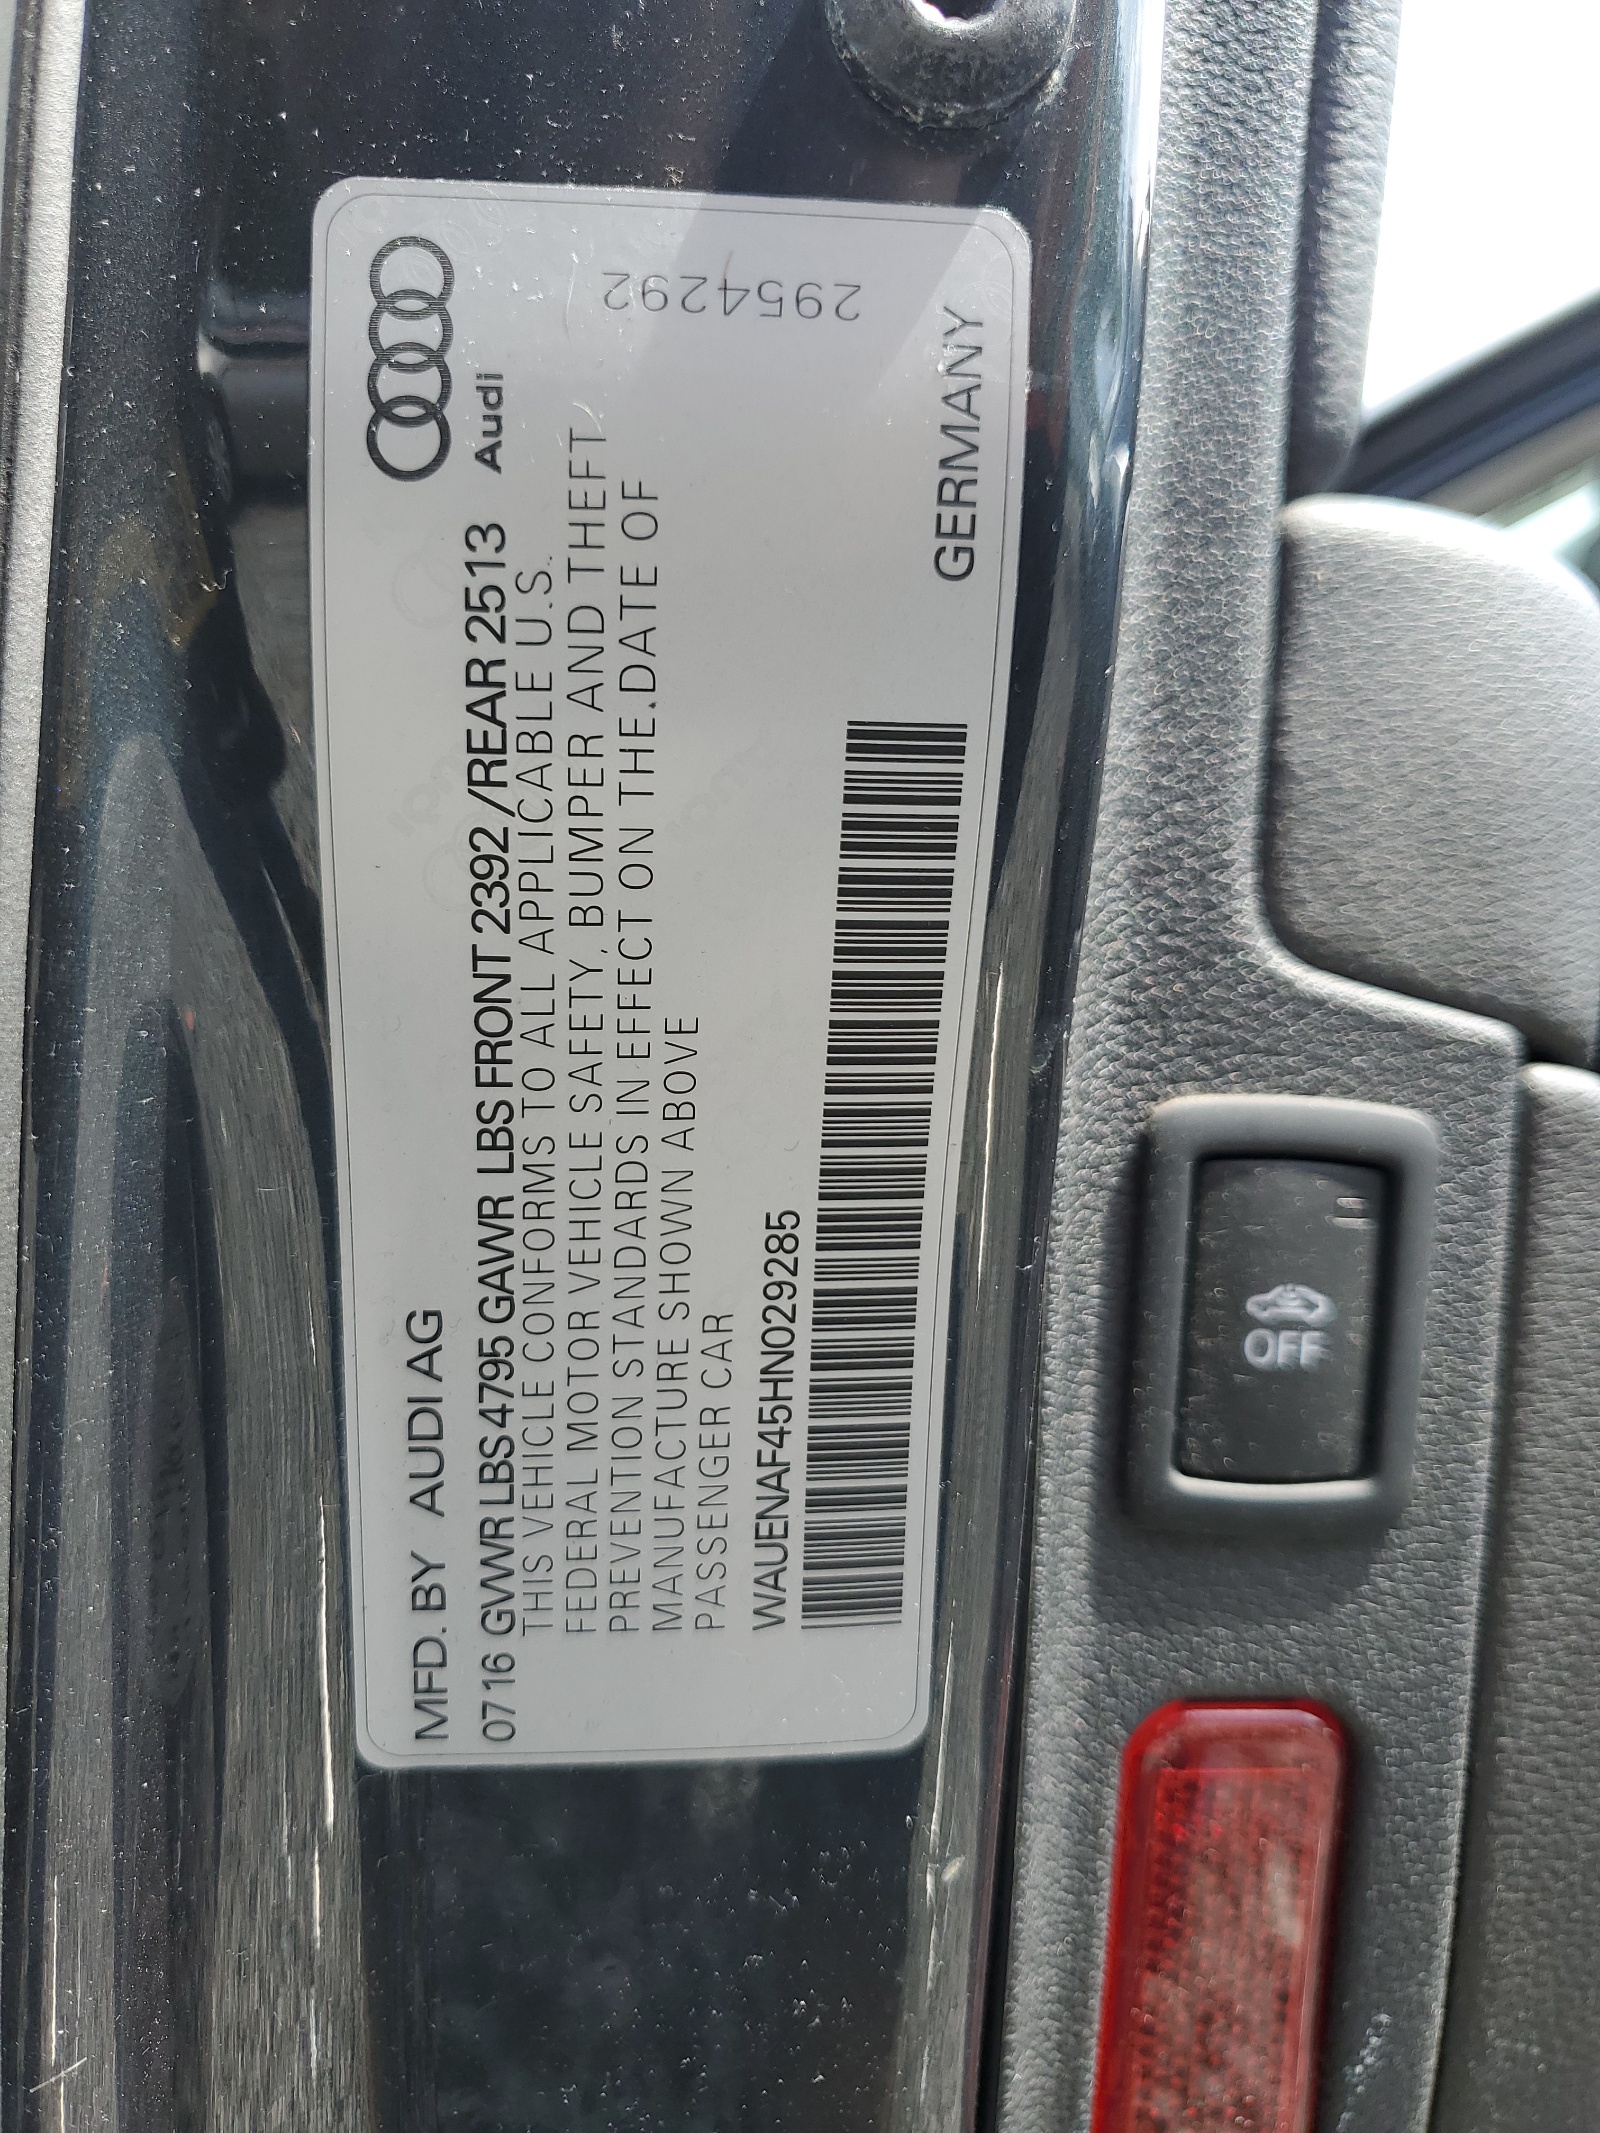 MFD. BY AUDI AG
0716 GVWR LBS 4795 GAWR LBS FRONT 2392/REAR 2513
Audi
THIS VEHICLE CONFORMS TO ALL APPLICABLE U.S.
FEDERAL MOTOR VEHICLE SAFETY, BUMPER AND THEFT
PREVENTION STANDARDS IN EFFECT ON THE DATE OF
MANUFACTURE SHOWN ABOVE
PASSENGER CAR
WAUENAF45HN029285
GERMANY
2954292
OFF